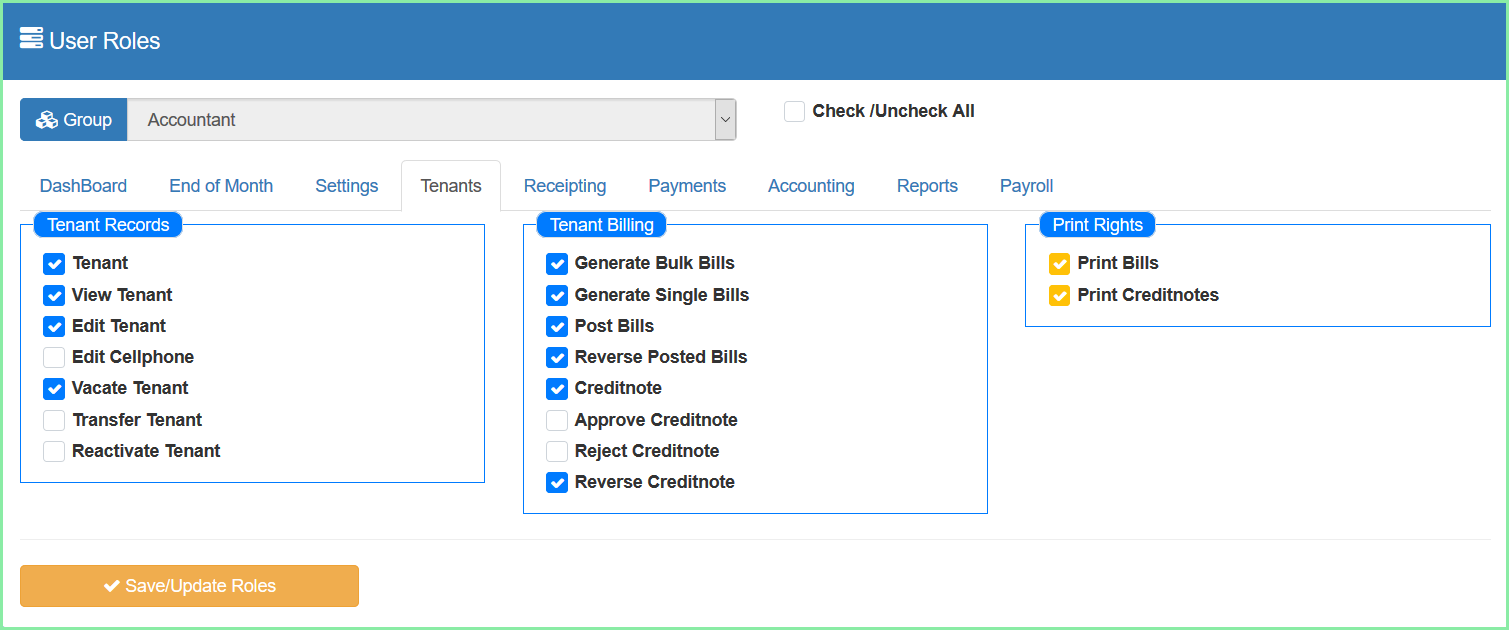 User Roles
Group Accountant Check /Uncheck All
DashBoard End of Month Settings Tenants Receipting Payments Accounting Reports Payroll
Tenant Records
Tenant
View Tenant
Edit Tenant
Edit Cellphone
Vacate Tenant
Transfer Tenant
Reactivate Tenant
Tenant Billing
Generate Bulk Bills
Generate Single Bills
Post Bills
Reverse Posted Bills
Creditnote
Approve Creditnote
Reject Creditnote
Reverse Creditnote
Print Rights
Print Bills
Print Creditnotes
Save/Update Roles